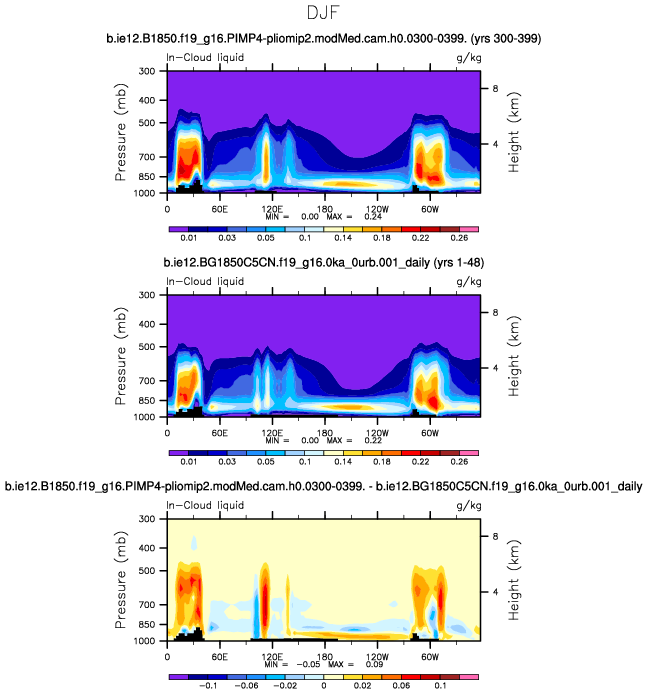 DJF
b.ie12.B1850.f19_g16.PIMP4-pliomip2.modMed.cam.h0.0300-0399. (yrs 300-399)
In-Cloud liquid g/kg
Pressure (mb)
300
400
500
700
850
1000
Height (km)
8
4
0 60E 120E 180 120W 60W
MIN = 0.00 MAX = 0.24
0.01 0.03 0.05 0.1 0.14 0.18 0.22 0.26
b.ie12.BG1850C5CN.f19_g16.0ka_0urb.001_daily (yrs 1-48)
In-Cloud liquid g/kg
Pressure (mb)
300
400
500
700
850
1000
Height (km)
8
4
0 60E 120E 180 120W 60W
MIN = 0.00 MAX = 0.22
0.01 0.03 0.05 0.1 0.14 0.18 0.22 0.26
b.ie12.B1850.f19_g16.PIMP4-pliomip2.modMed.cam.h0.0300-0399. - b.ie12.BG1850C5CN.f19_g16.0ka_0urb.001_daily
In-Cloud liquid g/kg
Pressure (mb)
300
400
500
700
850
1000
Height (km)
8
4
0 60E 120E 180 120W 60W
MIN = -0.05 MAX = 0.09
-0.1 -0.06 -0.02 0 0.02 0.06 0.1